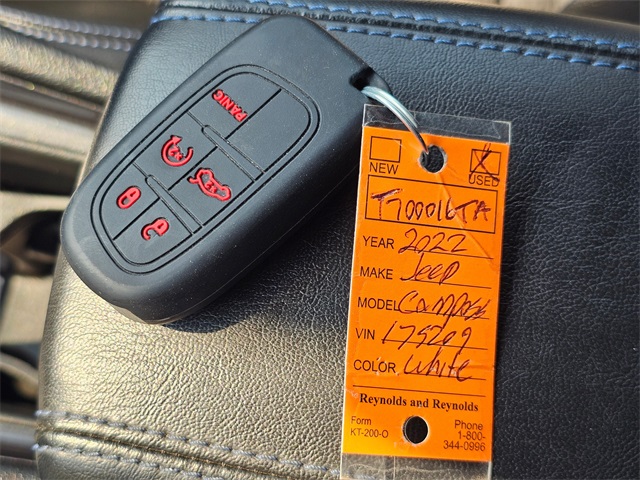 PANIC
NEW
USED
T70001GTA
YEAR 2022
MAKE Jeep
MODEL Compass
VIN 175209
COLOR White
Reynolds and Reynolds
Form
KT-200-O
Phone
1-800-
344-0996